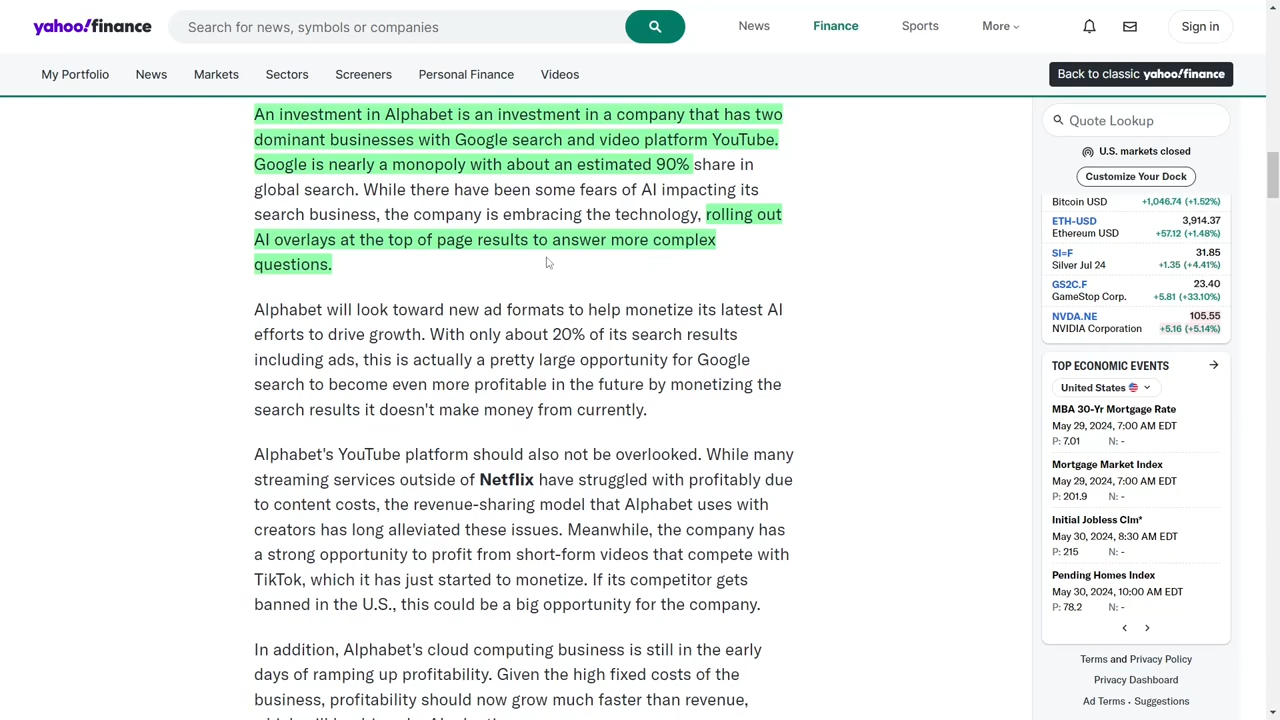 yahoo!finance
Search for news, symbols or companies
News
Finance
Sports
More
Sign in
My Portfolio
News
Markets
Sectors
Screeners
Personal Finance
Videos
Back to classic yahoo!finance
An investment in Alphabet is an investment in a company that has two
dominant businesses with Google search and video platform YouTube.
Google is nearly a monopoly with about an estimated 90% share in
global search. While there have been some fears of AI impacting its
search business, the company is embracing the technology, rolling out
AI overlays at the top of page results to answer more complex
questions.
Alphabet will look toward new ad formats to help monetize its latest AI
efforts to drive growth. With only about 20% of its search results
including ads, this is actually a pretty large opportunity for Google
search to become even more profitable in the future by monetizing the
search results it doesn't make money from currently.
Alphabet's YouTube platform should also not be overlooked. While many
streaming services outside of Netflix have struggled with profitably due
to content costs, the revenue-sharing model that Alphabet uses with
creators has long alleviated these issues. Meanwhile, the company has
a strong opportunity to profit from short-form videos that compete with
TikTok, which it has just started to monetize. If its competitor gets
banned in the U.S., this could be a big opportunity for the company.
In addition, Alphabet's cloud computing business is still in the early
days of ramping up profitability. Given the high fixed costs of the
business, profitability should now grow much faster than revenue,
Quote Lookup
U.S. markets closed
Customize Your Dock
Bitcoin USD +1,046.74 (+1.52%)
ETH-USD 3,914.37
Ethereum USD +57.12 (+1.48%)
SI=F 31.85
Silver Jul 24 +1.35 (+4.41%)
GS2C.F 23.40
GameStop Corp. +5.81 (+33.10%)
NVDA.NE 105.55
NVIDIA Corporation +5.16 (+5.14%)
TOP ECONOMIC EVENTS
United States
MBA 30-Yr Mortgage Rate
May 29, 2024, 7:00 AM EDT
P: 7.01 N: -
Mortgage Market Index
May 29, 2024, 7:00 AM EDT
P: 201.9 N: -
Initial Jobless Clm*
May 30, 2024, 8:30 AM EDT
P: 215 N: -
Pending Homes Index
May 30, 2024, 10:00 AM EDT
P: 78.2 N: -
Terms and Privacy Policy
Privacy Dashboard
Ad Terms • Suggestions